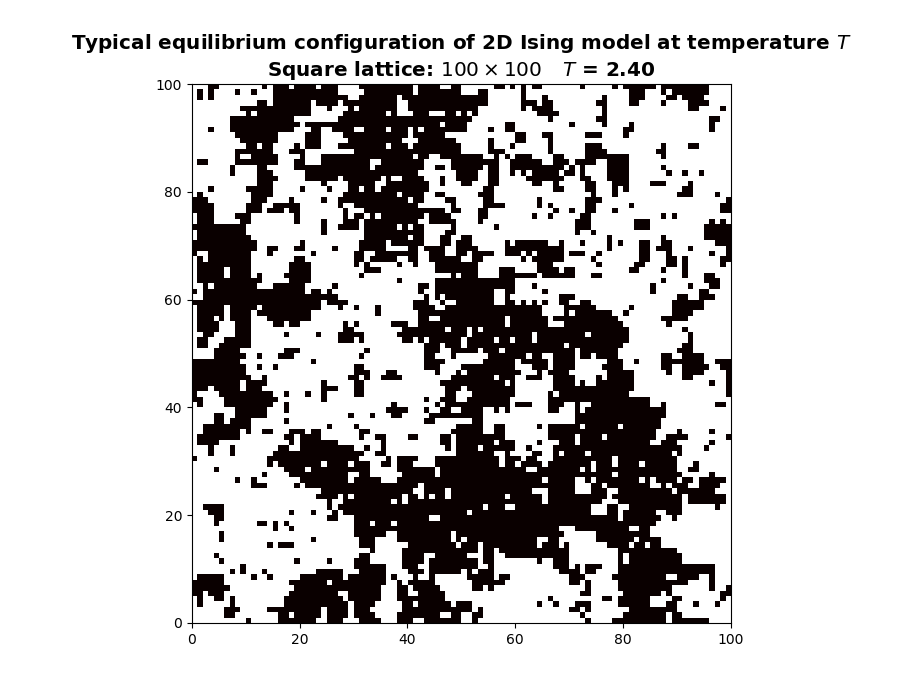 Typical equilibrium configuration of 2D Ising model at temperature T
Square lattice: 100 × 100 T = 2.40
100
80
60
40
20
0
0 20 40 60 80 100